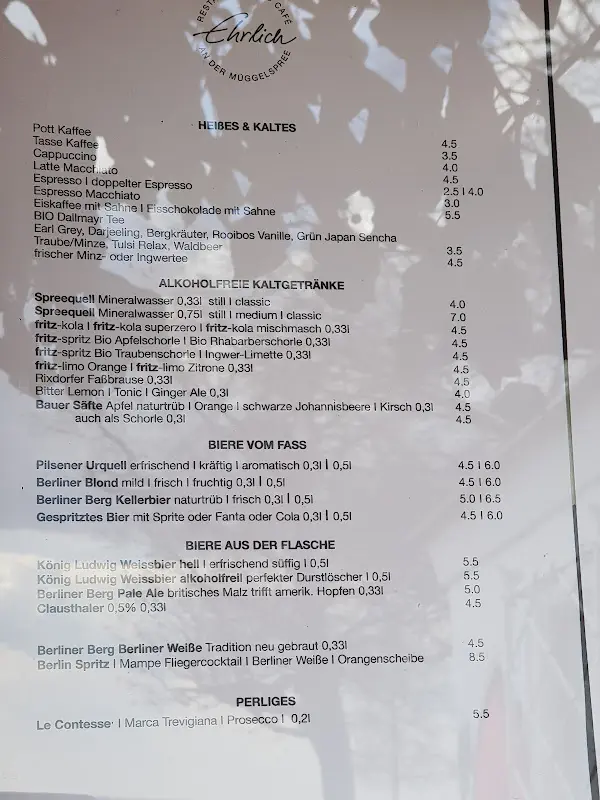 CAFÉ
Ehrlich
AN DER MÜGGELSPREE
HEIßES & KALTES
Pott Kaffee 4.5
Tasse Kaffee 3.5
Cappuccino 4.0
Latte Macchiato 4.5
Espresso | doppelter Espresso 2.5 | 4.0
Espresso Macchiato 3.0
Eiskaffee mit Sahne | Eisschokolade mit Sahne 5.5
BIO Dallmayr Tee
Earl Grey, Darjeeling, Bergkräuter, Rooibos Vanille, Grün Japan Sencha
Traube/Minze, Tulsi Relax, Waldbeer 3.5
frischer Minz- oder Ingwertee 4.5
ALKOHOLFREIE KALTGETRÄNKE
Spreequell Mineralwasser 0,33l still | classic 4.0
Spreequell Mineralwasser 0,75l still | medium | classic 7.0
fritz-kola | fritz-kola superzero | fritz-kola mischmasch 0,33l 4.5
fritz-spritz Bio Apfelschorle | Bio Rhabarberschorle 0,33l 4.5
fritz-spritz Bio Traubenschorle | Ingwer-Limette 0,33l 4.5
fritz-limo Orange | fritz-limo Zitrone 0,33l 4.5
Rixdorfer Faßbrause 0,33l 4.5
Bitter Lemon | Tonic | Ginger Ale 0,3l 4.0
Bauer Säfte Apfel naturtrüb | Orange | schwarze Johannisbeere | Kirsch 0,3l 4.5
auch als Schorle 0,3l 4.5
BIERE VOM FASS
Pilsener Urquell erfrischend | kräftig | aromatisch 0,3l | 0,5l 4.5 | 6.0
Berliner Blond mild | frisch | fruchtig 0,3l | 0,5l 4.5 | 6.0
Berliner Berg Kellerbier naturtrüb | frisch 0,3l | 0,5l 5.0 | 6.5
Gespritztes Bier mit Sprite oder Fanta oder Cola 0,3l | 0,5l 4.5 | 6.0
BIERE AUS DER FLASCHE
König Ludwig Weissbier hell | erfrischend süffig | 0,5l 5.5
König Ludwig Weissbier alkoholfrei| perfekter Durstlöscher | 0,5l 5.5
Berliner Berg Pale Ale britisches Malz trifft amerik. Hopfen 0,33l 5.0
Clausthaler 0,5% 0,33l 4.5
Berliner Berg Berliner Weiße Tradition neu gebraut 0,33l 4.5
Berlin Spritz | Mampe Fliegercocktail | Berliner Weiße | Orangenscheibe 8.5
PERLIGES
Le Contesse | Marca Trevigiana | Prosecco | 0,2l 5.5